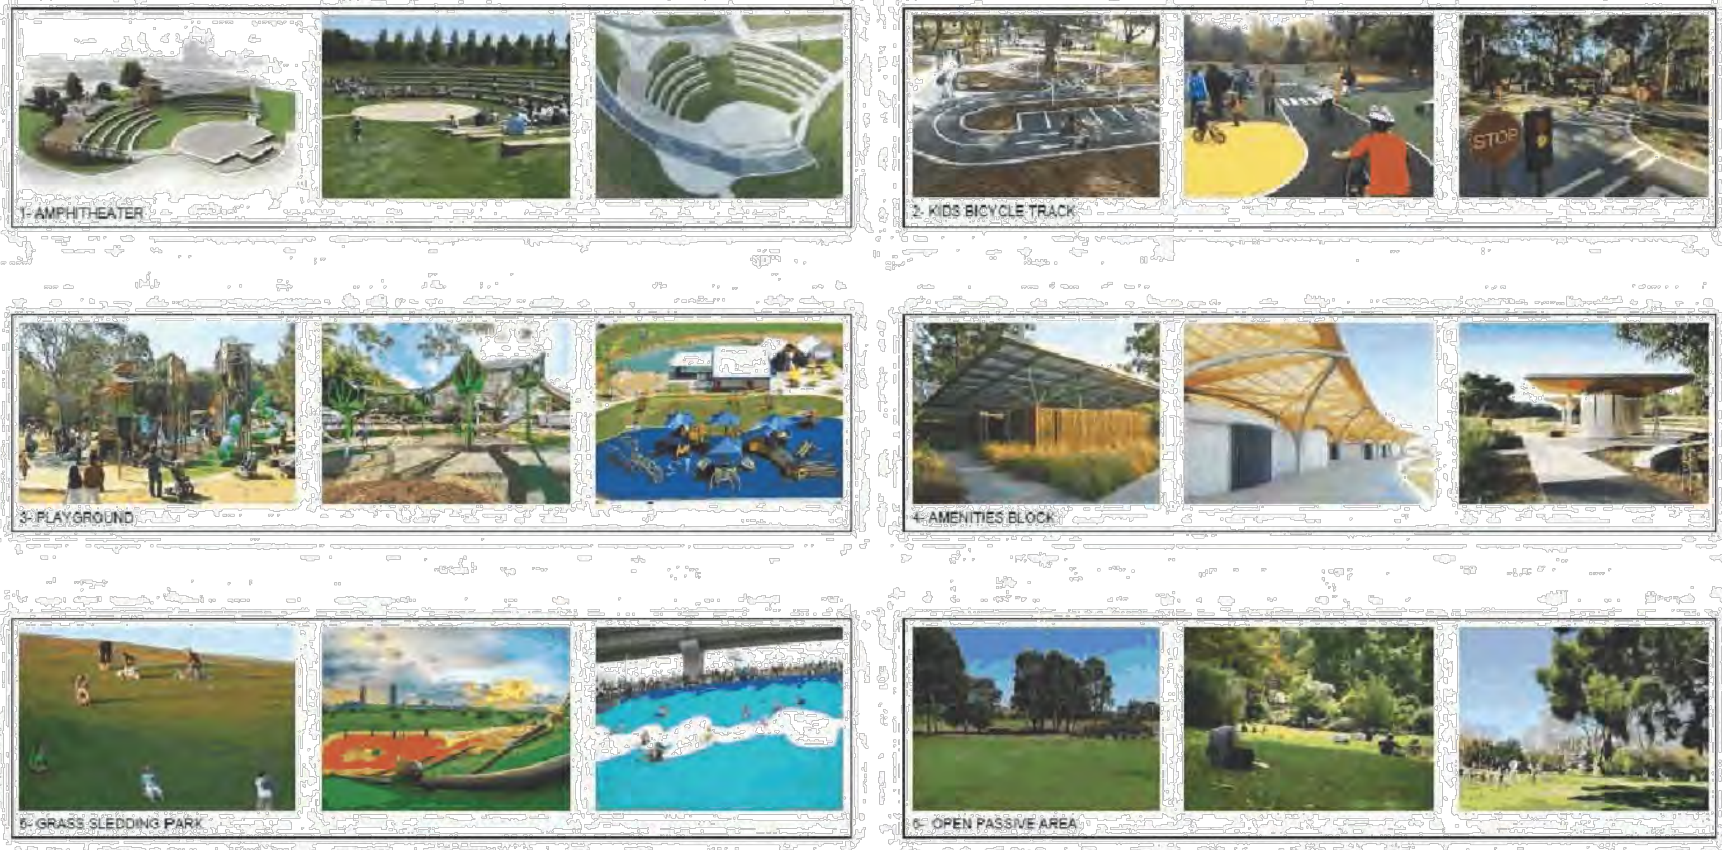 1- AMPHITHEATER
2- KIDS BICYCLE TRACK
STOP
3- PLAYGROUND
4- AMENITIES BLOCK
5- GRASS SLEDDING PARK
6- OPEN PASSIVE AREA